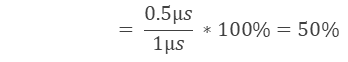 = 0.5μs / 1μs * 100% = 50%